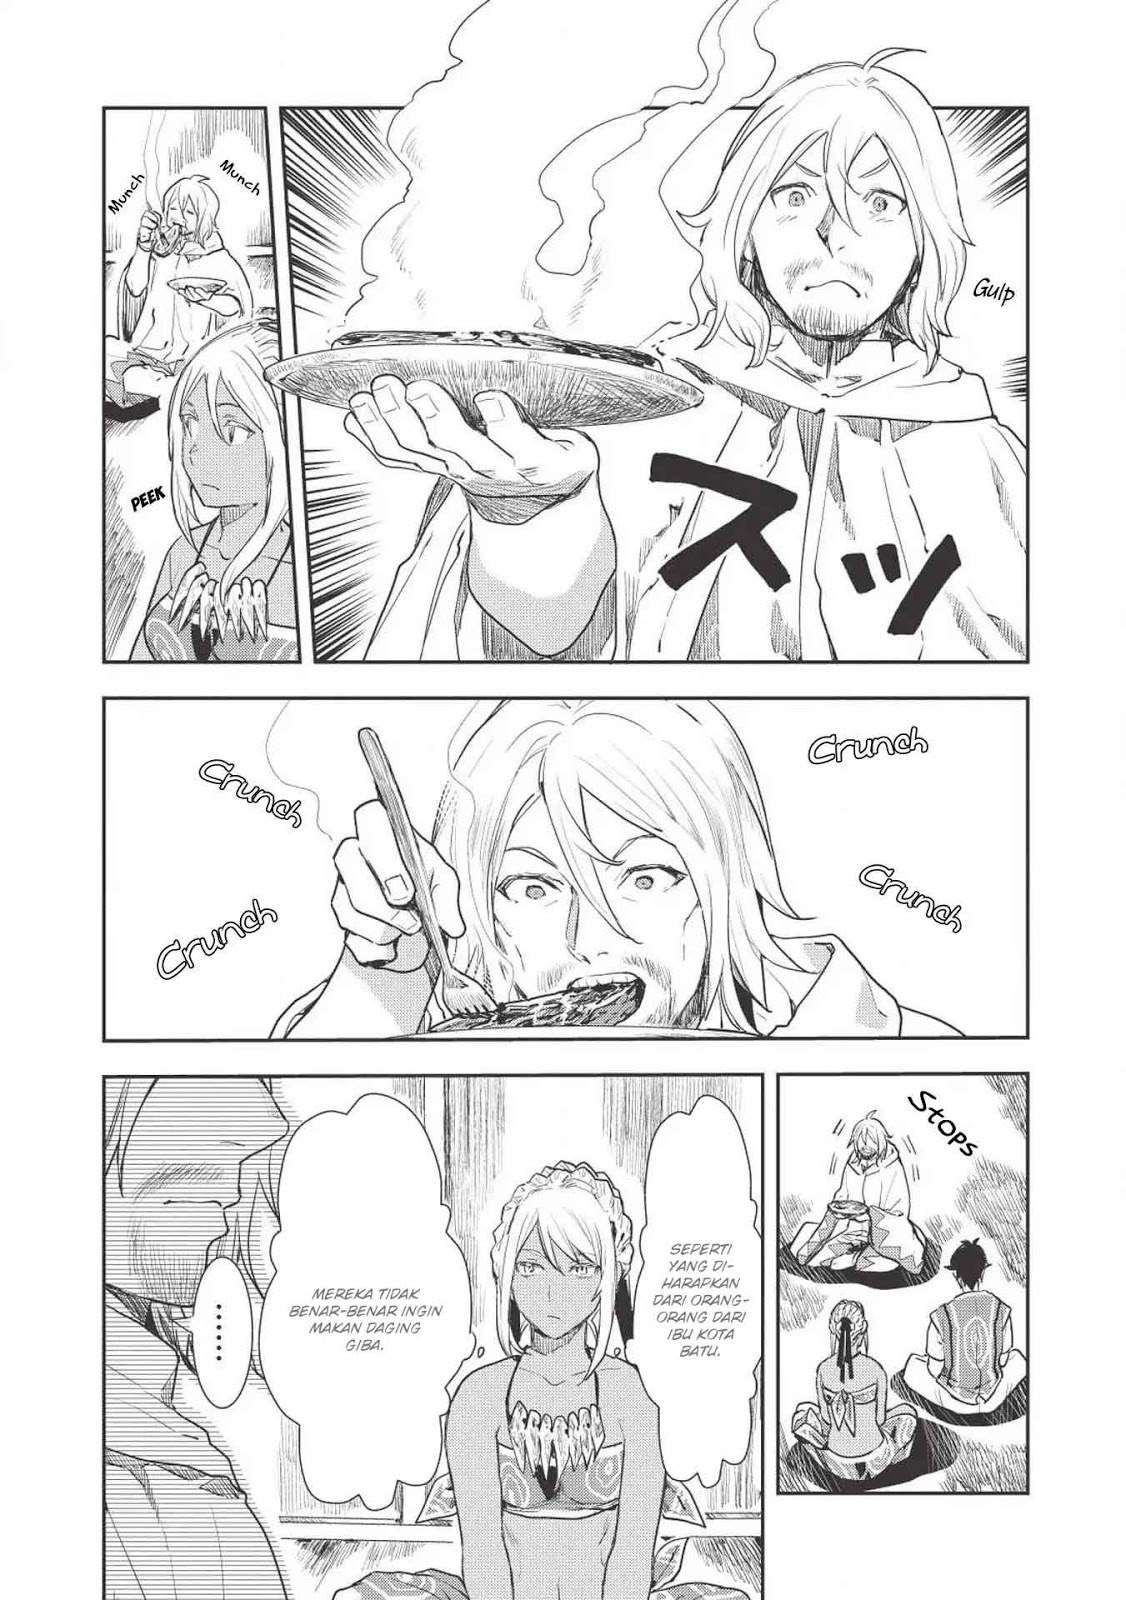 Gulp
スッ
Munch
Munch
PEEK
Crunch
Crunch
Crunch
Crunch
Stops
SEPERTI
YANG DI-
HARAPKAN
DARI ORANG-
ORANG DARI
IBU KOTA
BATU.
MEREKA TIDAK
BENAR-BENAR INGIN
MAKAN DAGING
GIBA.
......